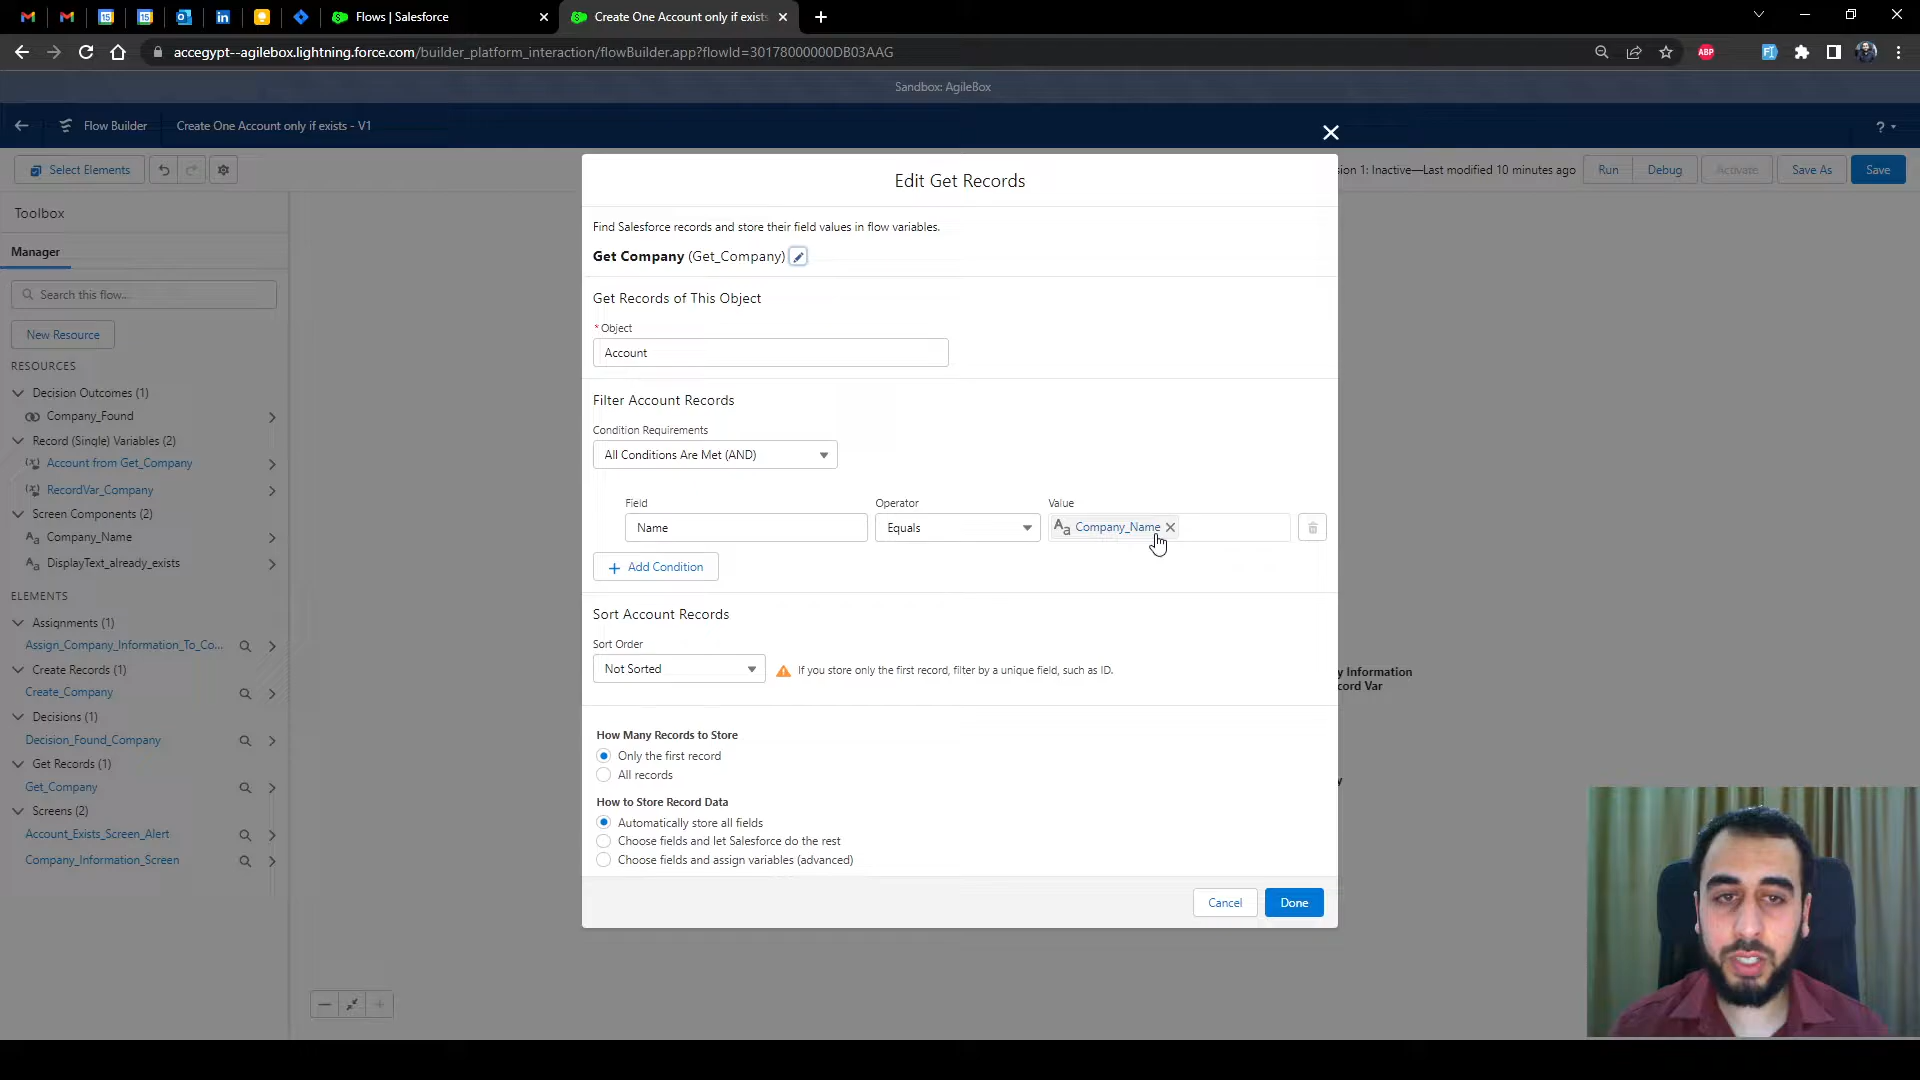 Flows | Salesforce
Create One Account only if exists
accegypt--agilebox.lightning.force.com/builder_platform_interaction/flowBuilder.app?flowId=30178000000DB03AAG
ABP
Sandbox: AgileBox
Flow Builder
Create One Account only if exists - V1
?
Select Elements
sion 1: Inactive—Last modified 10 minutes ago
Run
Debug
Activate
Save As
Save
Toolbox
Manager
Search this flow...
New Resource
RESOURCES
Decision Outcomes (1)
Company_Found
Record (Single) Variables (2)
Account from Get_Company
RecordVar_Company
Screen Components (2)
Company_Name
DisplayText_already_exists
ELEMENTS
Assignments (1)
Assign_Company_Information_To_Co...
Create Records (1)
Create_Company
Decisions (1)
Decision_Found_Company
Get Records (1)
Get_Company
Screens (2)
Account_Exists_Screen_Alert
Company_Information_Screen
Edit Get Records
Find Salesforce records and store their field values in flow variables.
Get Company (Get_Company)
Get Records of This Object
* Object
Account
Filter Account Records
Condition Requirements
All Conditions Are Met (AND)
Field
Operator
Value
Name
Equals
Company_Name
Add Condition
Sort Account Records
Sort Order
Not Sorted
If you store only the first record, filter by a unique field, such as ID.
How Many Records to Store
Only the first record
All records
How to Store Record Data
Automatically store all fields
Choose fields and let Salesforce do the rest
Choose fields and assign variables (advanced)
Cancel
Done
y Information
cord Var
y